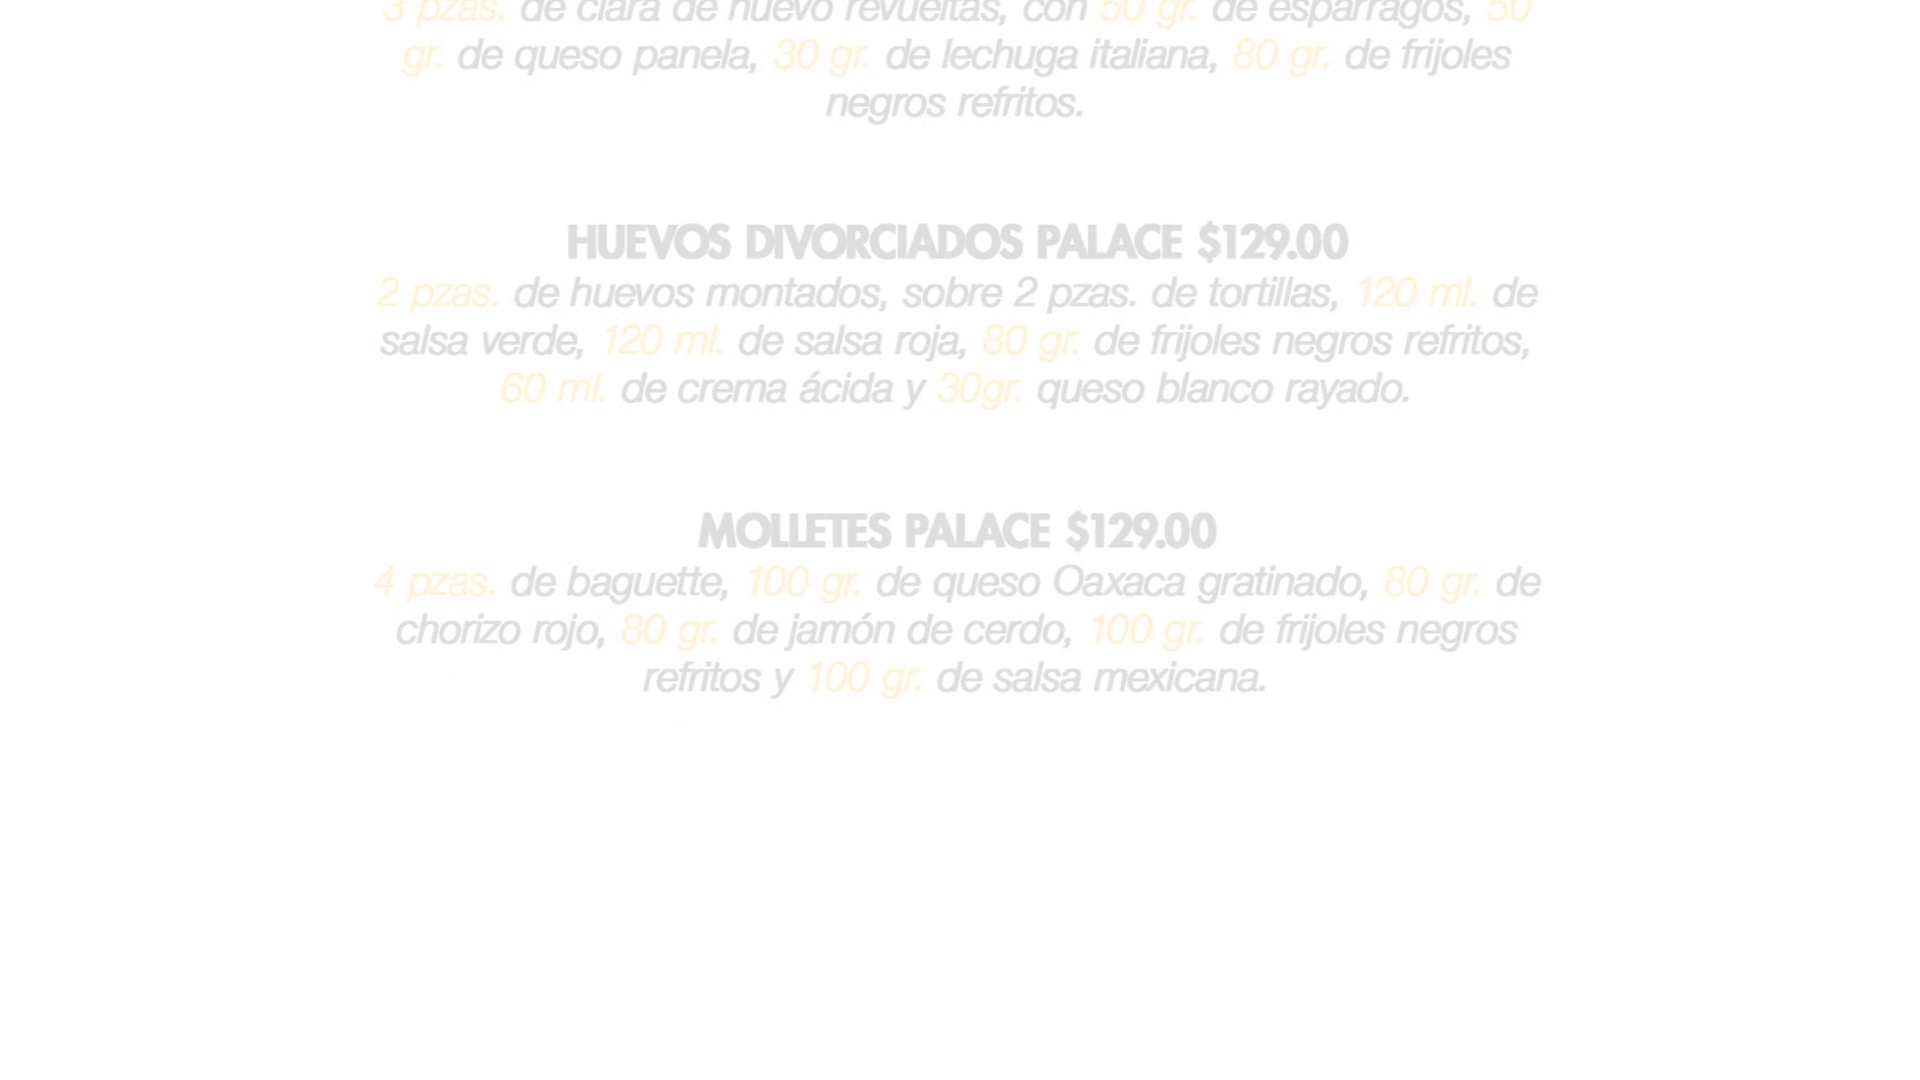 3 pzas. de clara de huevo revueltas, con 50 gr. de espárragos, 50
gr. de queso panela, 30 gr. de lechuga italiana, 80 gr. de frijoles
negros refritos.
HUEVOS DIVORCIADOS PALACE $129.00
2 pzas. de huevos montados, sobre 2 pzas. de tortillas, 120 ml. de
salsa verde, 120 ml. de salsa roja, 80 gr. de frijoles negros refritos,
60 ml. de crema ácida y 30gr. queso blanco rayado.
MOLLETES PALACE $129.00
4 pzas. de baguette, 100 gr. de queso Oaxaca gratinado, 80 gr. de
chorizo rojo, 80 gr. de jamón de cerdo, 100 gr. de frijoles negros
refritos y 100 gr. de salsa mexicana.